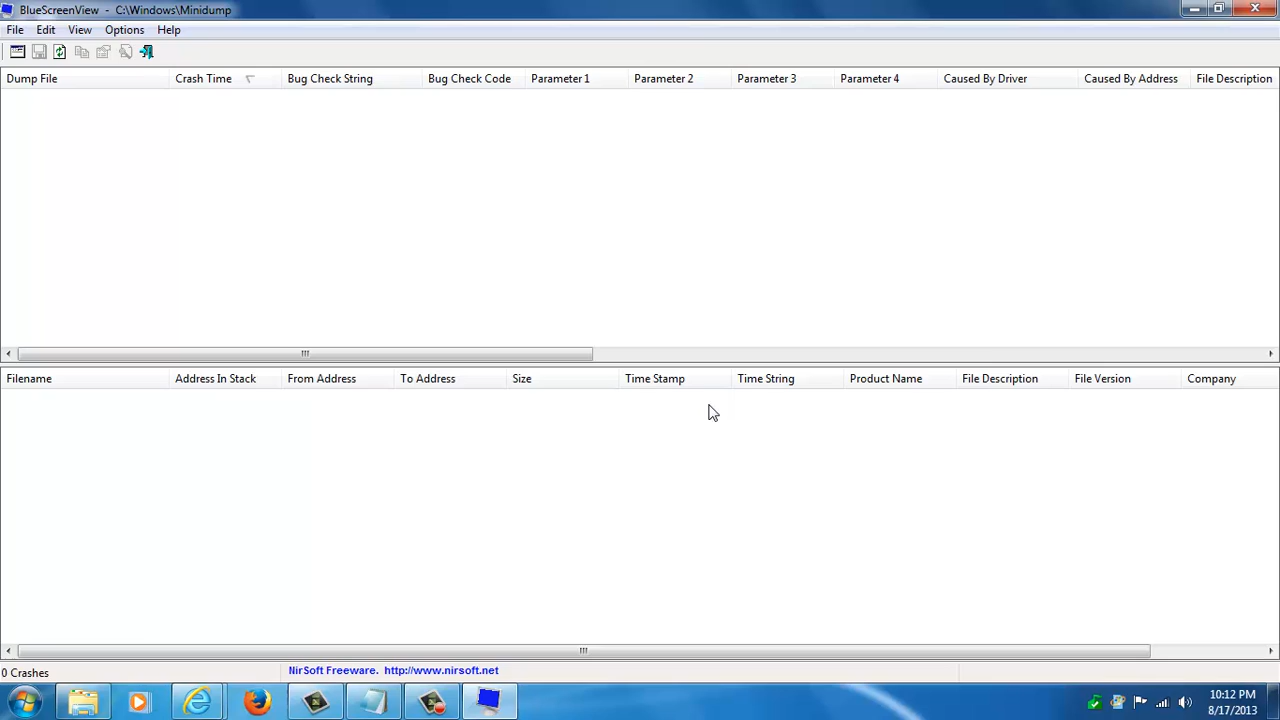 BlueScreenView - C:\Windows\Minidump
File Edit View Options Help
Dump File Crash Time Bug Check String Bug Check Code Parameter 1 Parameter 2 Parameter 3 Parameter 4 Caused By Driver Caused By Address File Description
Filename Address In Stack From Address To Address Size Time Stamp Time String Product Name File Description File Version Company
0 Crashes NirSoft Freeware. http://www.nirsoft.net
10:12 PM
8/17/2013